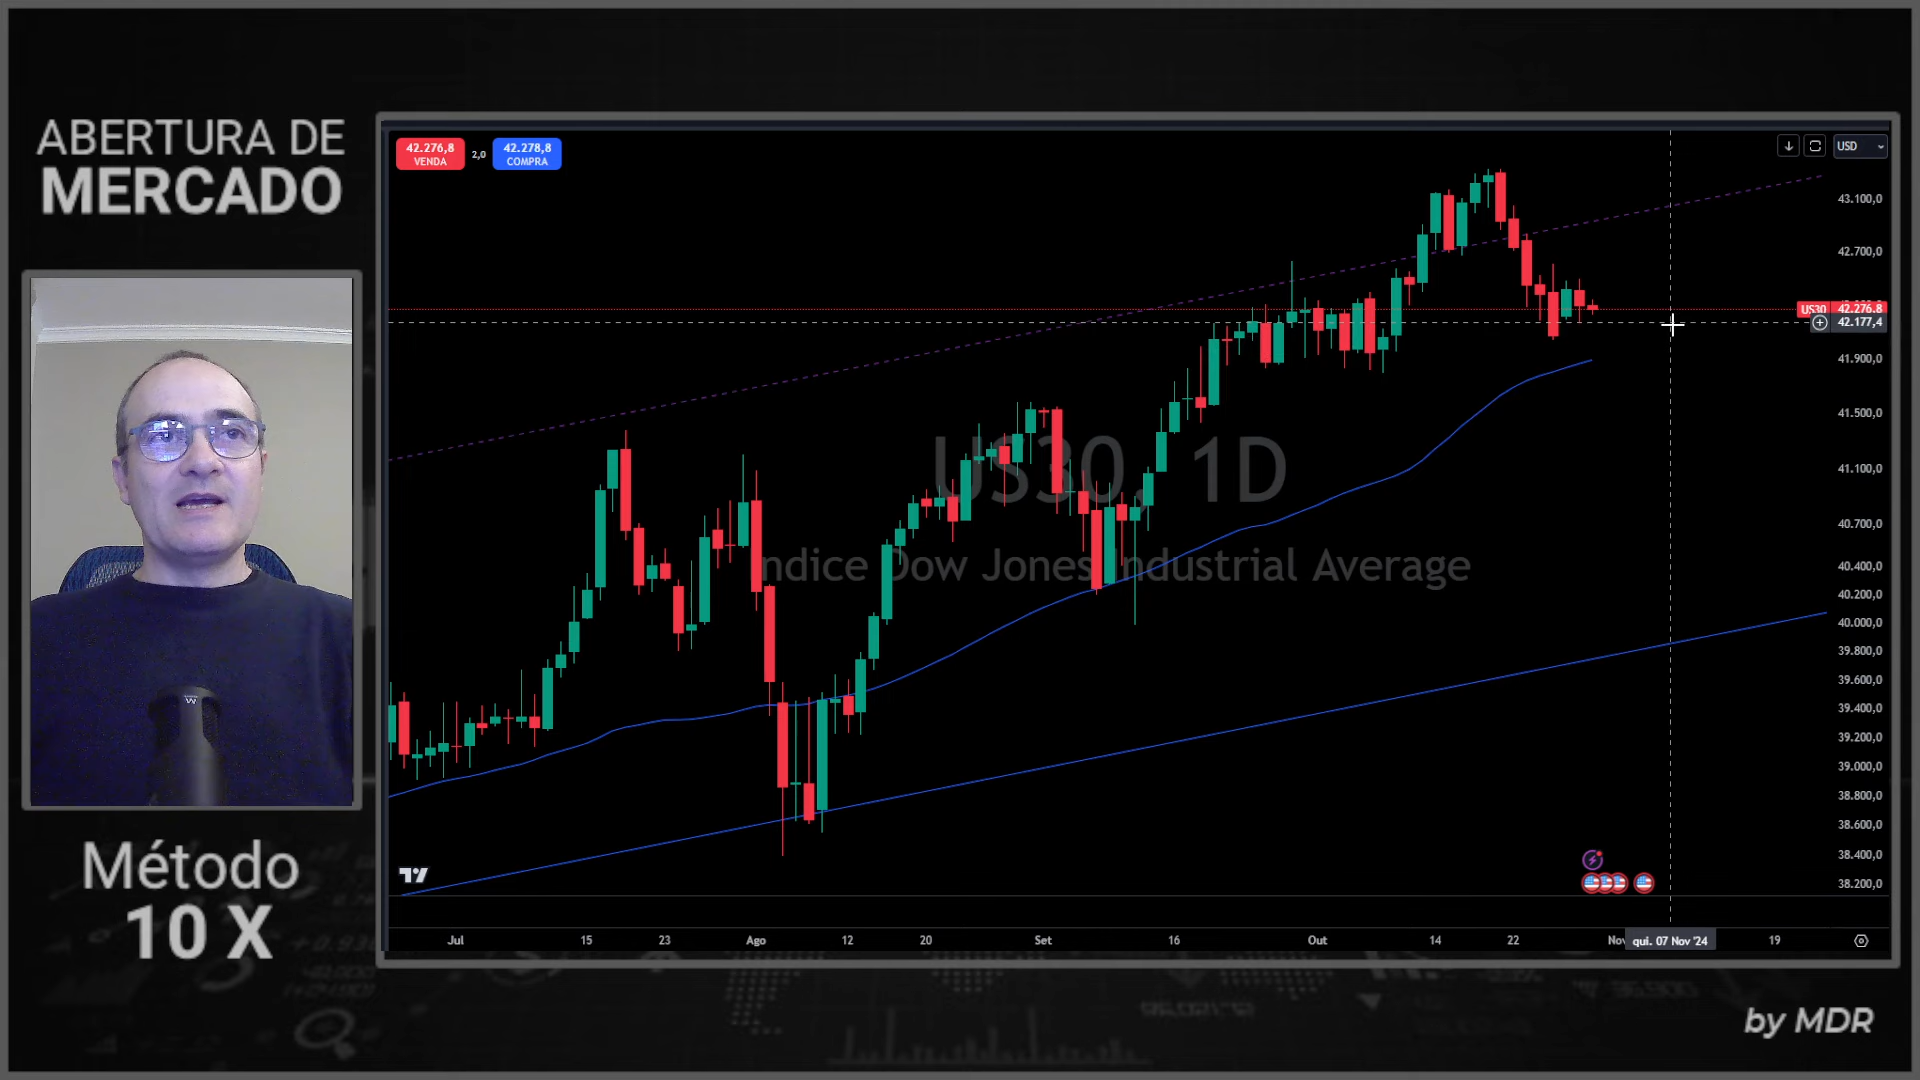 ABERTURA DE
MERCADO
Método
10 X
by MDR
42.276,8
VENDA
2,0
42.278,8
COMPRA
USD
43.100,0
42.700,0
US30 42.276.8
42.177,4
41.900,0
41.500,0
41.100,0
40.700,0
40.400,0
40.200,0
40.000,0
39.800,0
39.600,0
39.400,0
39.200,0
39.000,0
38.800,0
38.600,0
38.400,0
38.200,0
US30, 1D
Índice Dow Jones Industrial Average
Jul 15 23 Ago 12 20 Set 16 Out 14 22 Nov qui. 07 Nov '24 19